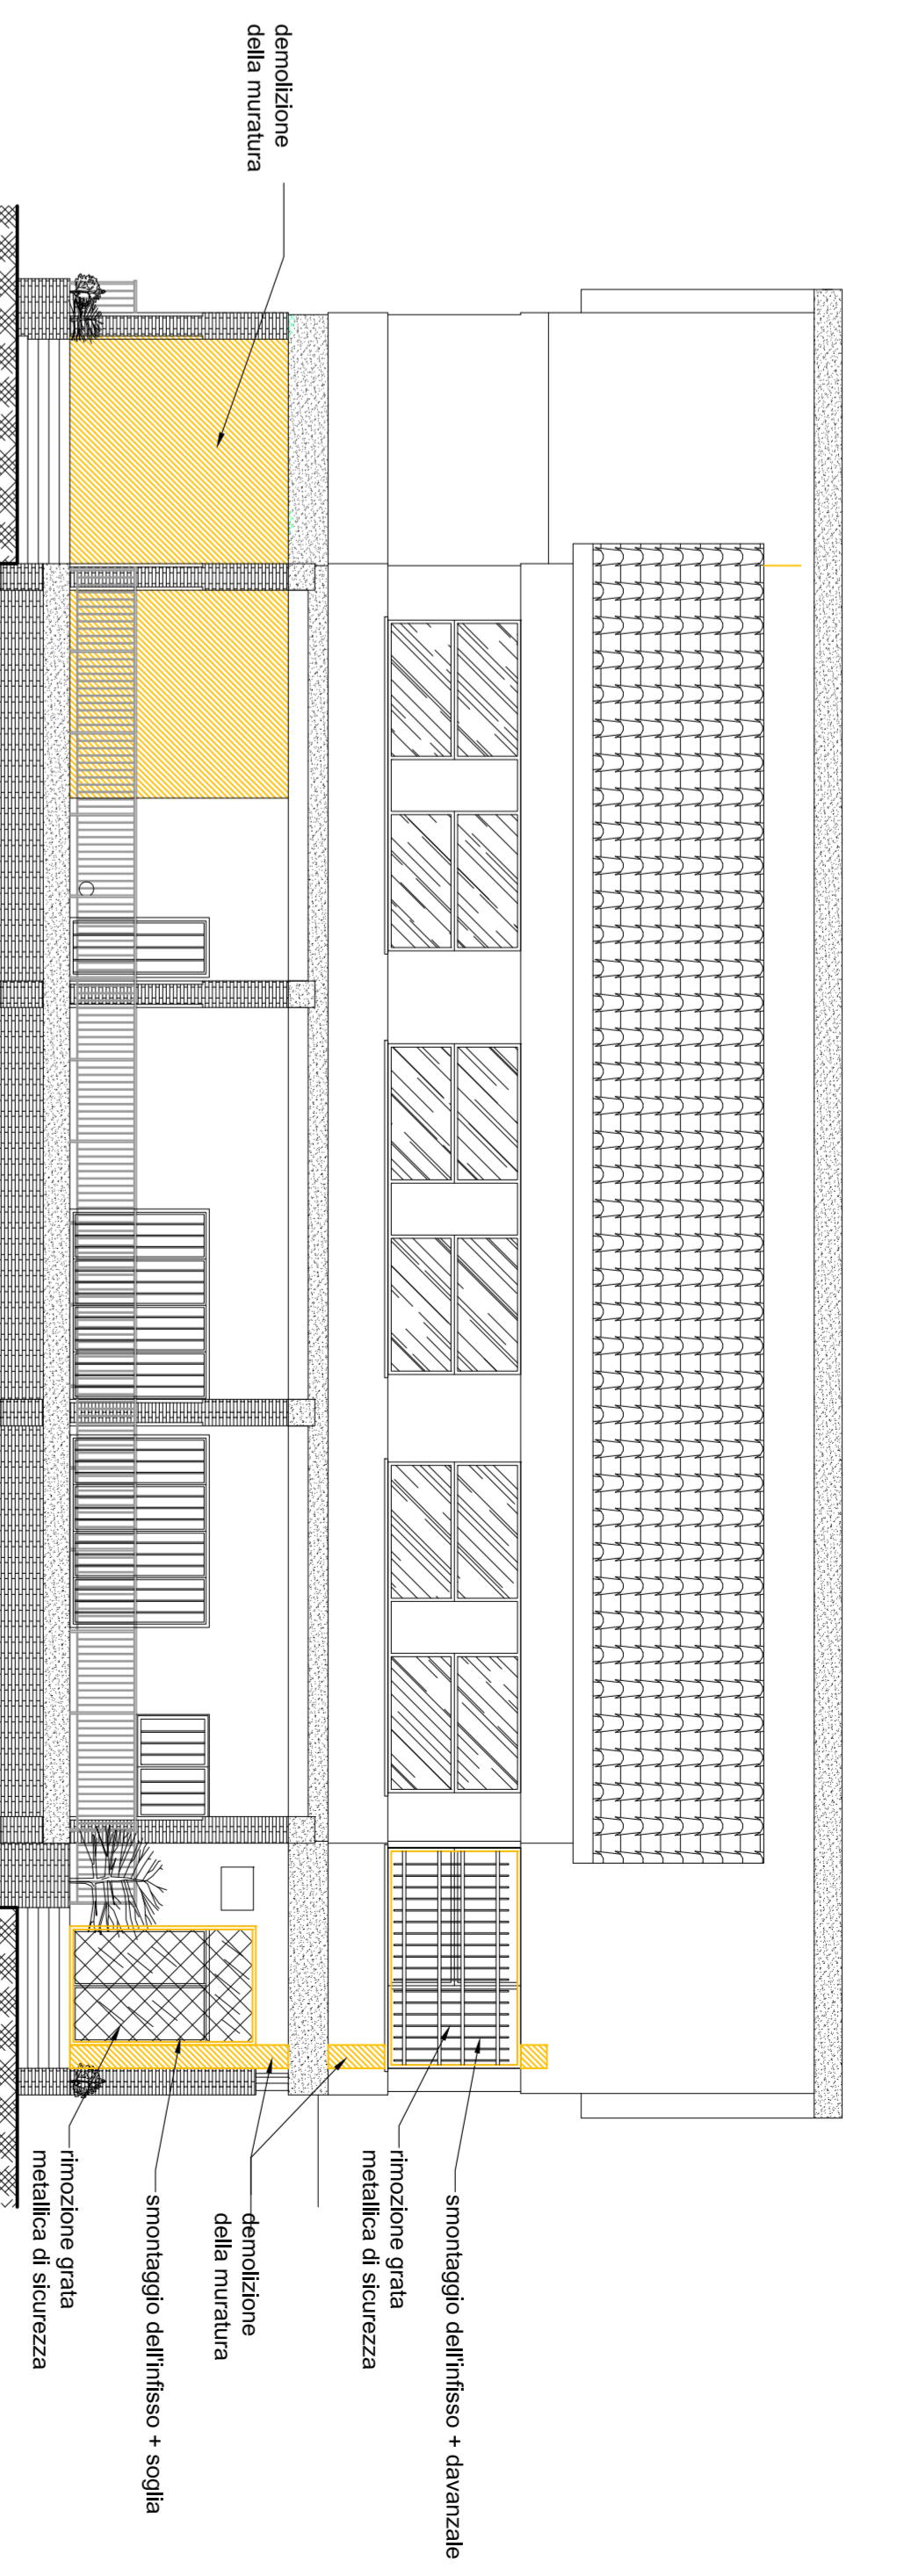 demolizione
della muratura
smontaggio dell'infisso + davanzale
rimozione grata
metallica di sicurezza
demolizione
della muratura
smontaggio dell'infisso + soglia
rimozione grata
metallica di sicurezza